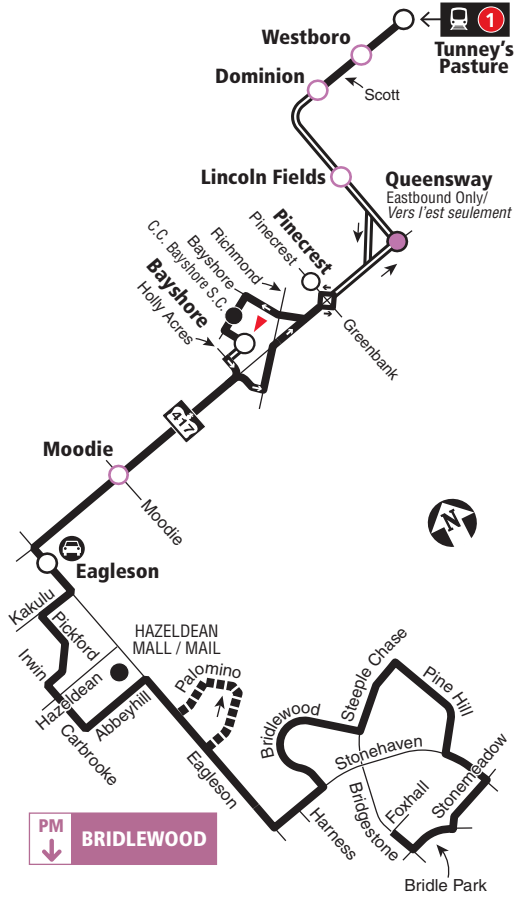 1
Westboro
Tunney's
Pasture
Dominion
Scott
Lincoln Fields
Queensway
Eastbound Only/
Vers l'est seulement
Pinecrest
Pinecrest
Richmond
Bayshore
C.C. Bayshore S.C.
Bayshore
Holly Acres
Greenbank
417
Moodie
Moodie
N
Eagleson
Kakulu
Pickford
HAZELDEAN
MALL / MAIL
Irwin
Hazeldean
Palomino
Abbeyhill
Carbrooke
Eagleson
Steeple Chase
Pine Hill
Bridlewood
Stonehaven
Stonemeadow
Foxhall
Bridgestone
Harness
Bridle Park
PM
BRIDLEWOOD